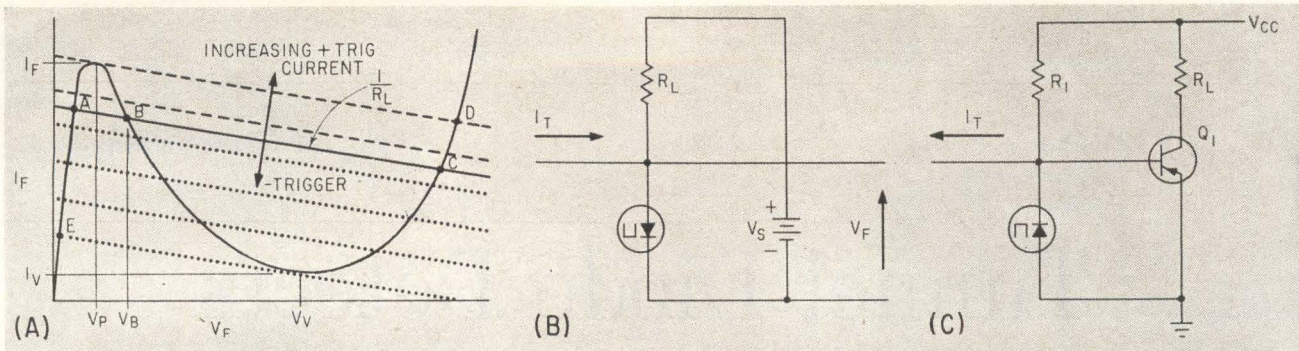 I_F
INCREASING + TRIG
CURRENT
1
R_L
A
B
D
C
-TRIGGER
I_F
E
I_V
V_P
V_B
V_F
V_V
(A)
R_L
I_T
V_S
+
−
V_F
(B)
V_CC
R_1
R_L
I_T
Q_1
(C)